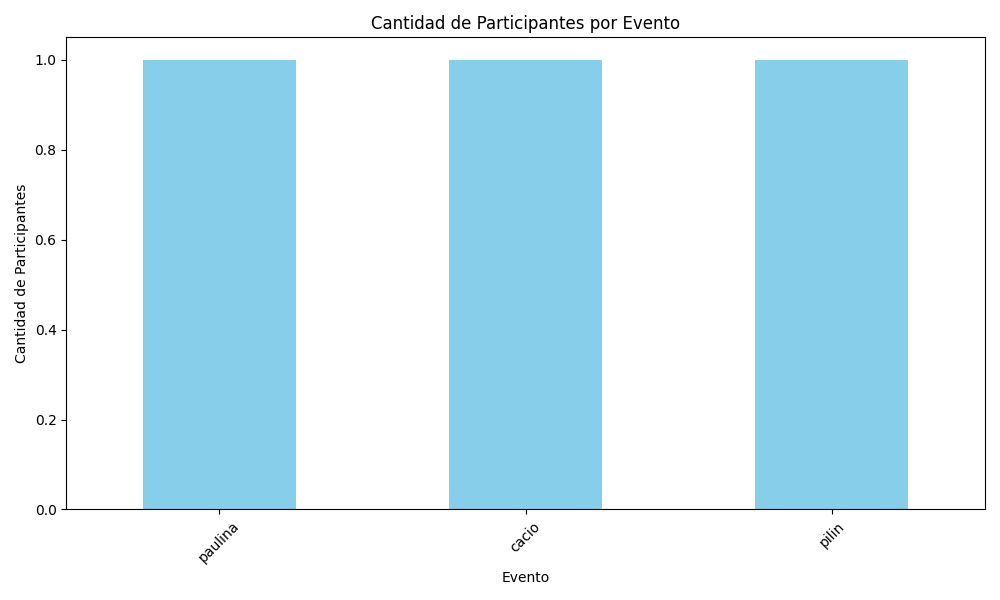 Cantidad de Participantes por Evento
Cantidad de Participantes
1.0
0.8
0.6
0.4
0.2
0.0
paulina
cacio
pilin
Evento